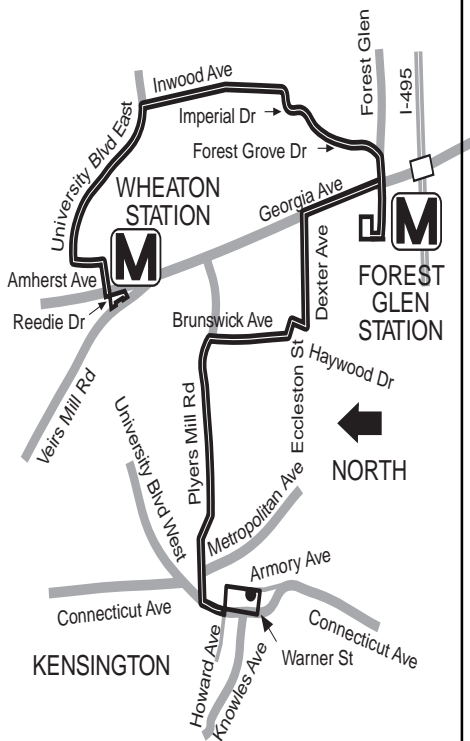 Forest Glen
I-495
Inwood Ave
Imperial Dr
Forest Grove Dr
University Blvd East
WHEATON
STATION
M
Georgia Ave
M
Amherst Ave
Reedie Dr
Dexter Ave
FOREST
GLEN
STATION
Brunswick Ave
Haywood Dr
Eccleston St
Veirs Mill Rd
Plyers Mill Rd
NORTH
University Blvd West
Metropolitan Ave
Armory Ave
Connecticut Ave
Connecticut Ave
Warner St
KENSINGTON
Howard Ave
Knowles Ave